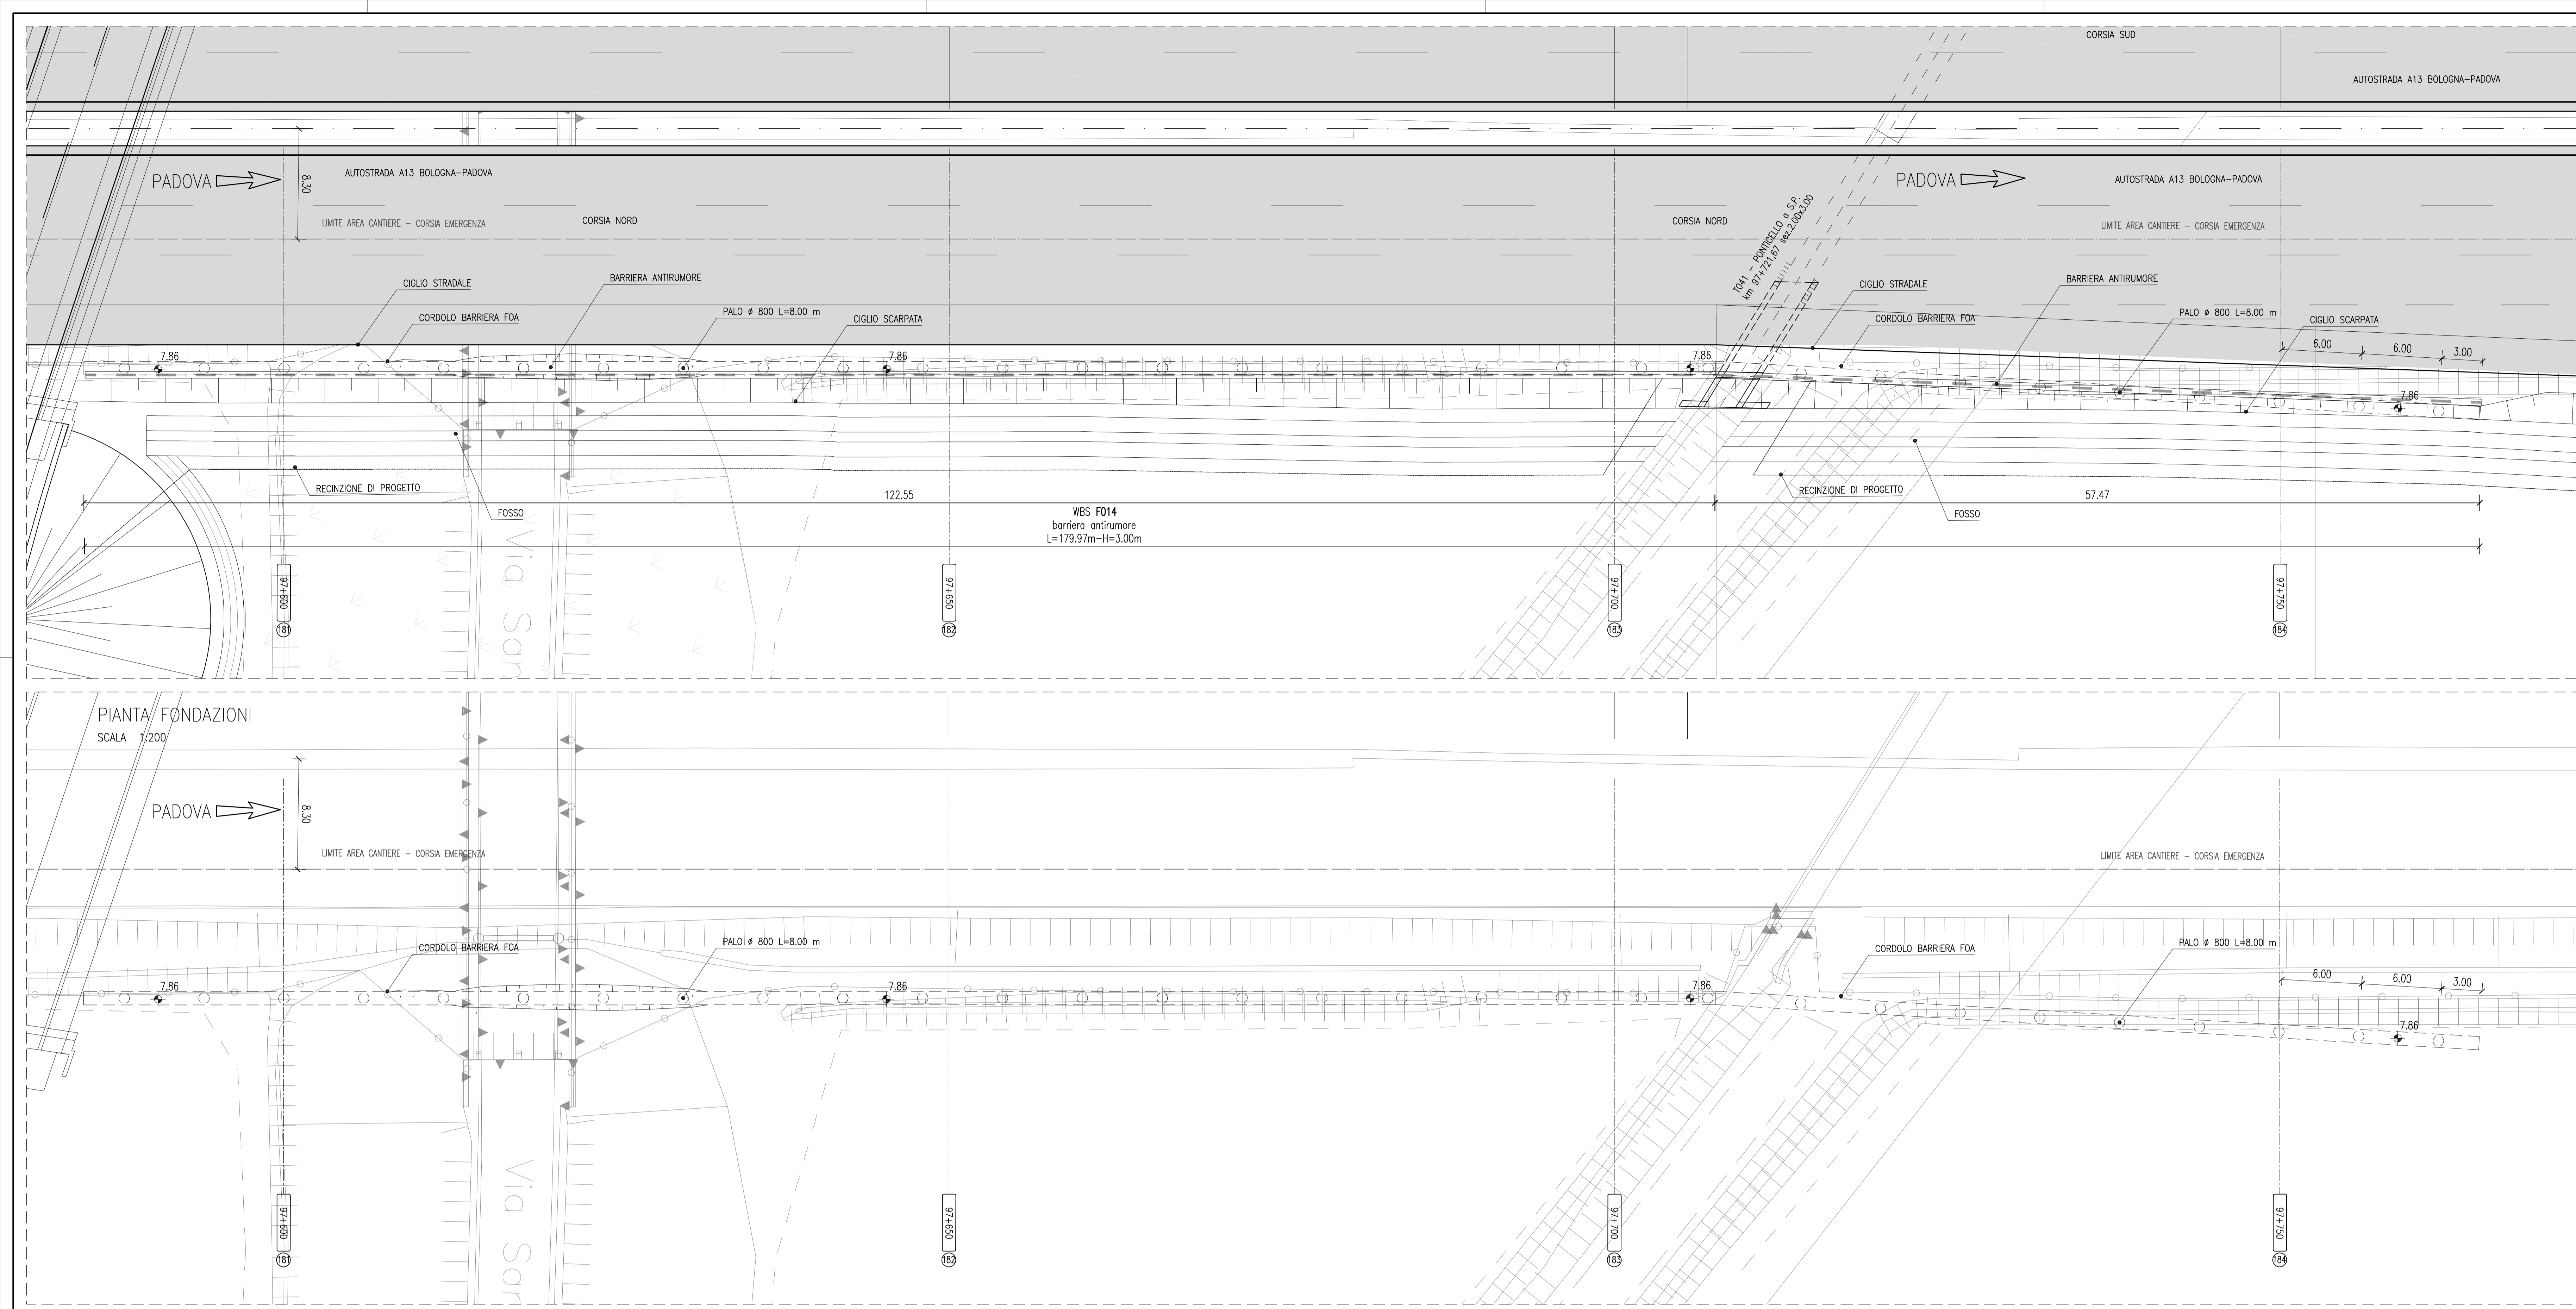 CORSIA SUD
AUTOSTRADA A13 BOLOGNA-PADOVA
PADOVA
8.30
AUTOSTRADA A13 BOLOGNA-PADOVA
LIMITE AREA CANTIERE - CORSIA EMERGENZA
CORSIA NORD
CORSIA NORD
T041 - PONTICELLO a S.P.
km 97+721,67 sez.2.00x3.00
PADOVA
AUTOSTRADA A13 BOLOGNA-PADOVA
LIMITE AREA CANTIERE - CORSIA EMERGENZA
CIGLIO STRADALE
BARRIERA ANTIRUMORE
CORDOLO BARRIERA FOA
PALO ø 800 L=8.00 m
CIGLIO SCARPATA
CIGLIO STRADALE
BARRIERA ANTIRUMORE
CORDOLO BARRIERA FOA
PALO ø 800 L=8.00 m
CIGLIO SCARPATA
7.86
7.86
7.86
6.00
6.00
3.00
7.86
RECINZIONE DI PROGETTO
FOSSO
122.55
WBS F014
barriera antirumore
L=179.97m-H=3.00m
RECINZIONE DI PROGETTO
FOSSO
57.47
Via San
97+600
181
97+650
182
97+700
183
97+750
184
PIANTA FONDAZIONI
SCALA 1:200
PADOVA
8.30
LIMITE AREA CANTIERE - CORSIA EMERGENZA
LIMITE AREA CANTIERE - CORSIA EMERGENZA
CORDOLO BARRIERA FOA
PALO ø 800 L=8.00 m
CORDOLO BARRIERA FOA
PALO ø 800 L=8.00 m
7.86
7.86
7.86
6.00
6.00
3.00
7.86
Via San
97+600
181
97+650
182
97+700
183
97+750
184